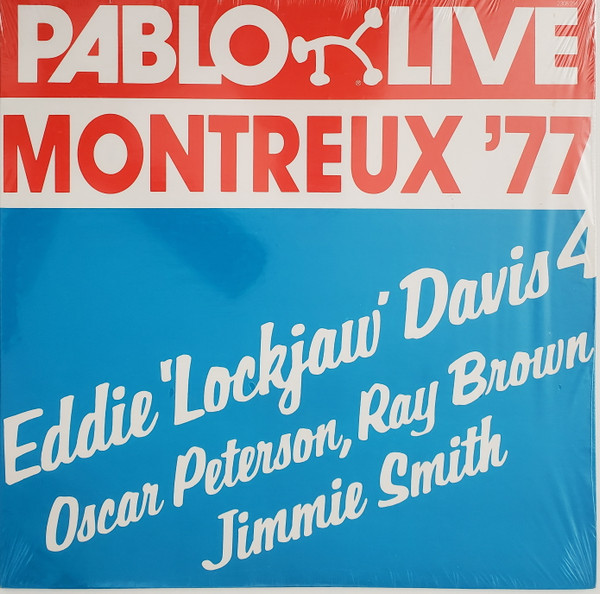 PABLO LIVE
MONTREUX '77
Eddie 'Lockjaw' Davis 4
Oscar Peterson, Ray Brown
Jimmie Smith